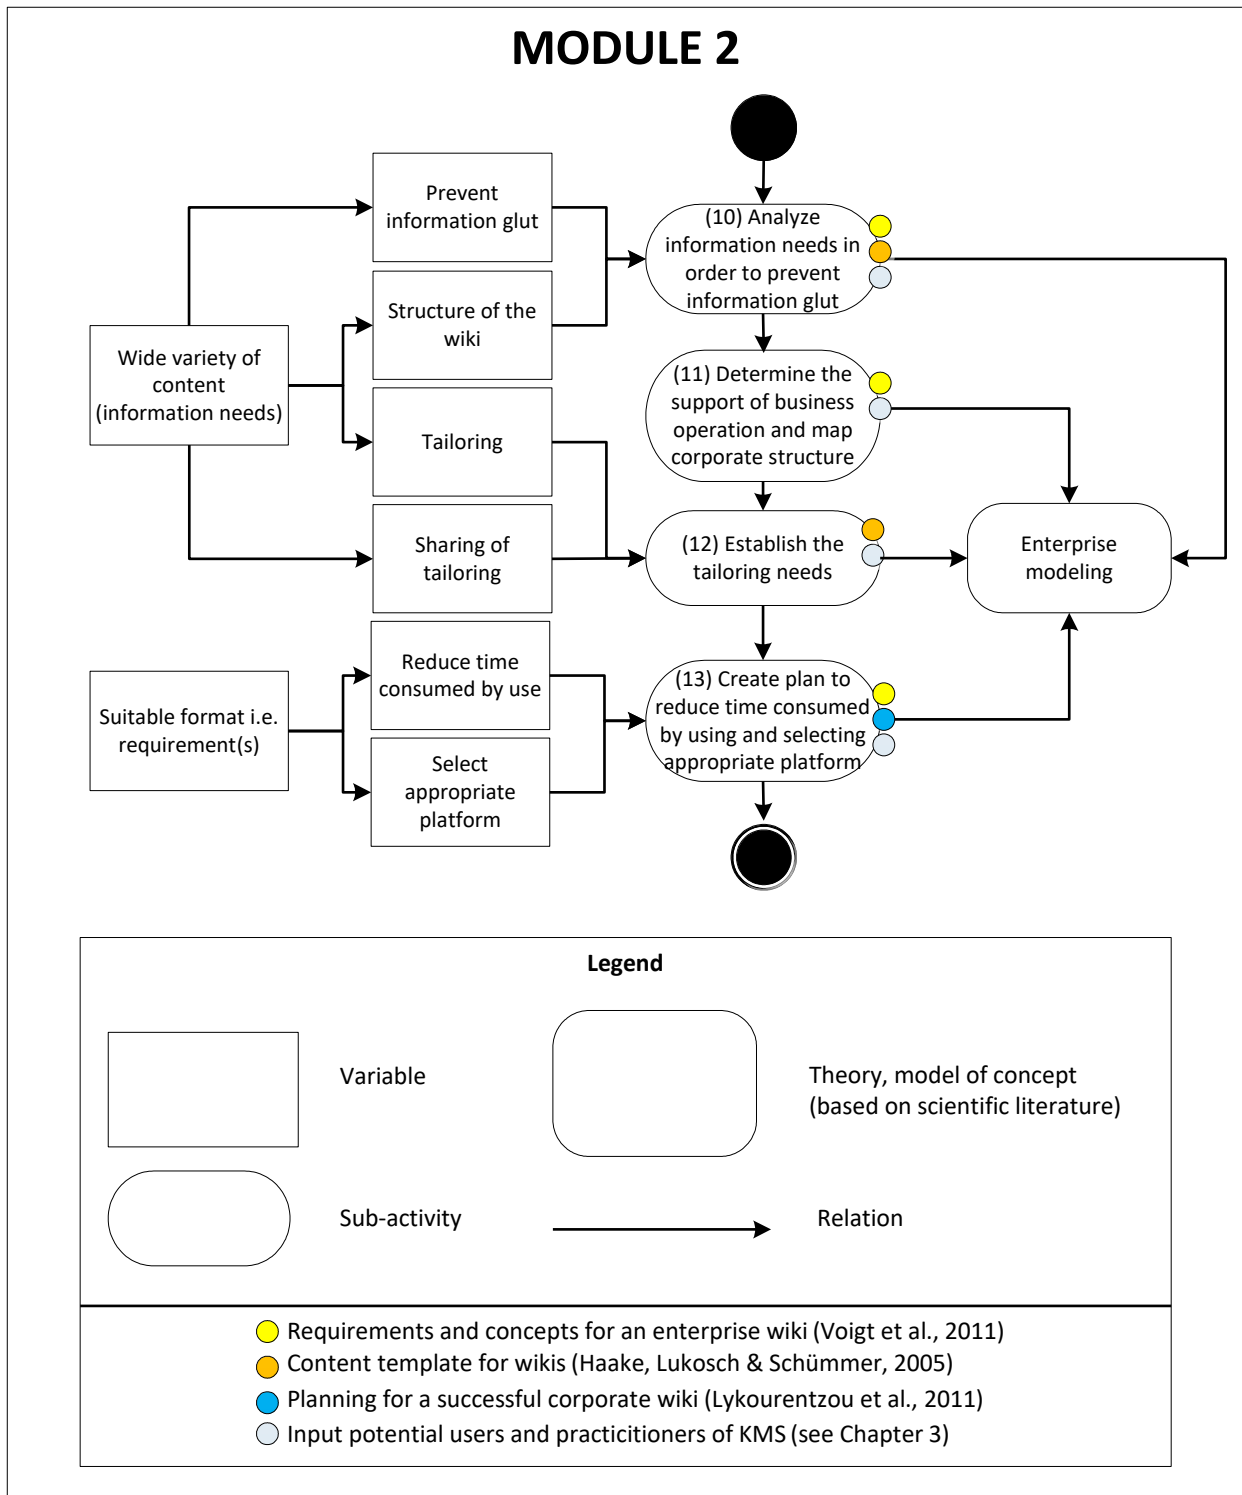 MODULE 2
Prevent
information glut
Structure of the
wiki
Wide variety of
content
(information needs)
Tailoring
Sharing of
tailoring
Suitable format i.e.
requirement(s)
Reduce time
consumed by use
Select
appropriate
platform
(10) Analyze
information needs in
order to prevent
information glut
(11) Determine the
support of business
operation and map
corporate structure
(12) Establish the
tailoring needs
(13) Create plan to
reduce time consumed
by using and selecting
appropriate platform
Enterprise
modeling
Legend
Variable
Theory, model of concept
(based on scientific literature)
Sub-activity
Relation
Requirements and concepts for an enterprise wiki (Voigt et al., 2011)
Content template for wikis (Haake, Lukosch & Schümmer, 2005)
Planning for a successful corporate wiki (Lykourentzou et al., 2011)
Input potential users and practicitioners of KMS (see Chapter 3)